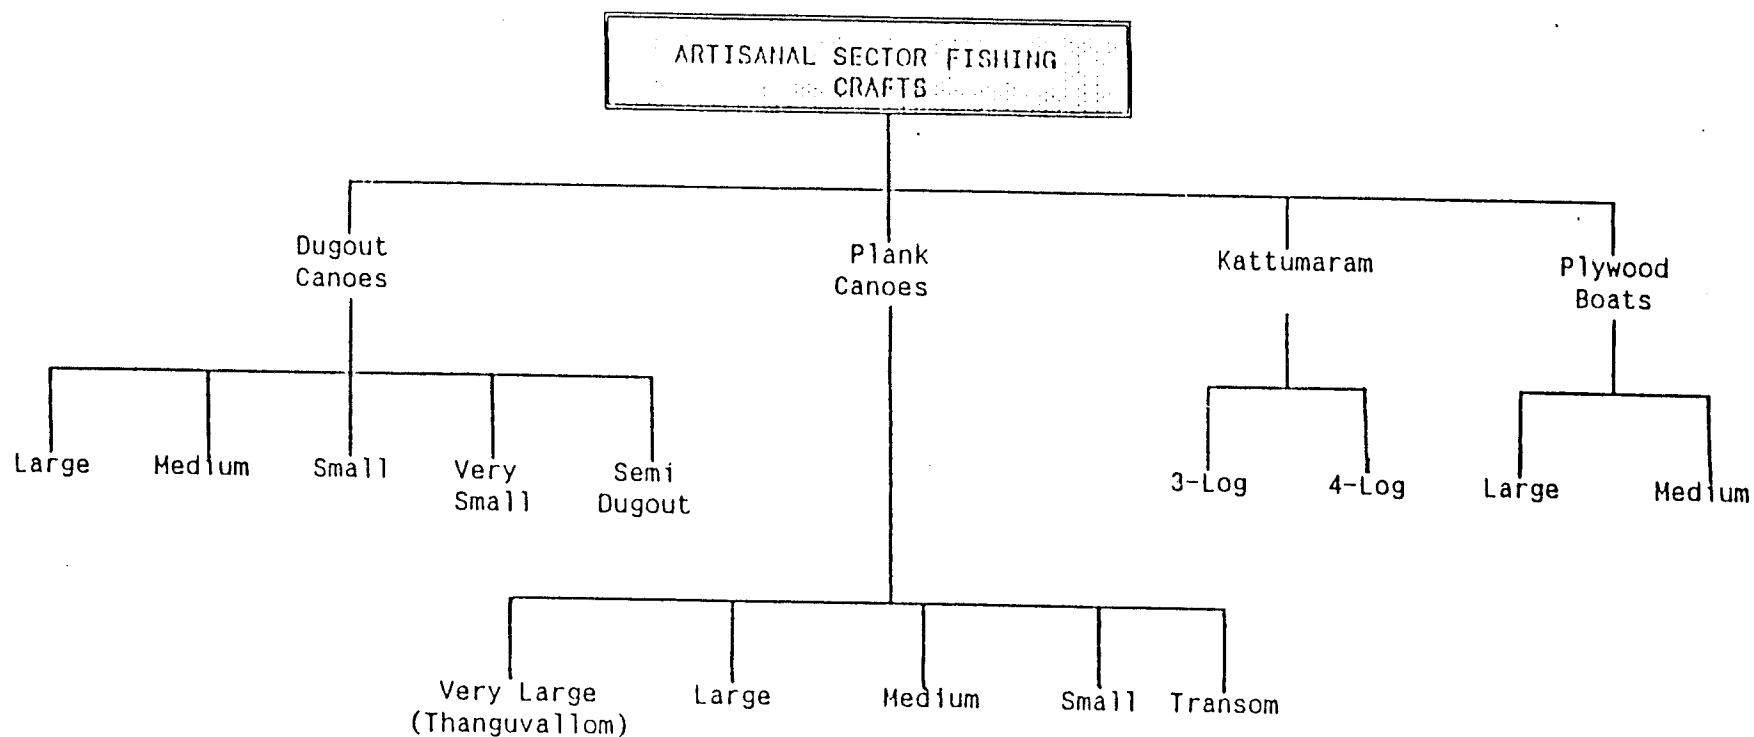 ARTISANAL SECTOR FISHING
CRAFTS
Dugout
Canoes
Plank
Canoes
Kattumaram
Plywood
Boats
Large
Medium
Small
Very
Small
Semi
Dugout
3-Log
4-Log
Large
Medium
Very Large
(Thanguvallom)
Large
Medium
Small
Transom